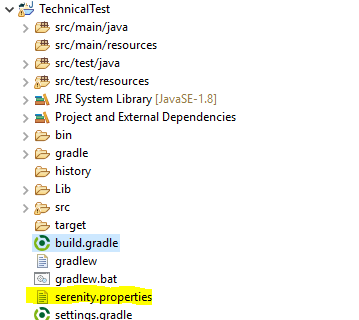 TechnicalTest
src/main/java
src/main/resources
src/test/java
src/test/resources
JRE System Library [JavaSE-1.8]
Project and External Dependencies
bin
gradle
history
Lib
src
target
build.gradle
gradlew
gradlew.bat
serenity.properties
settings.gradle